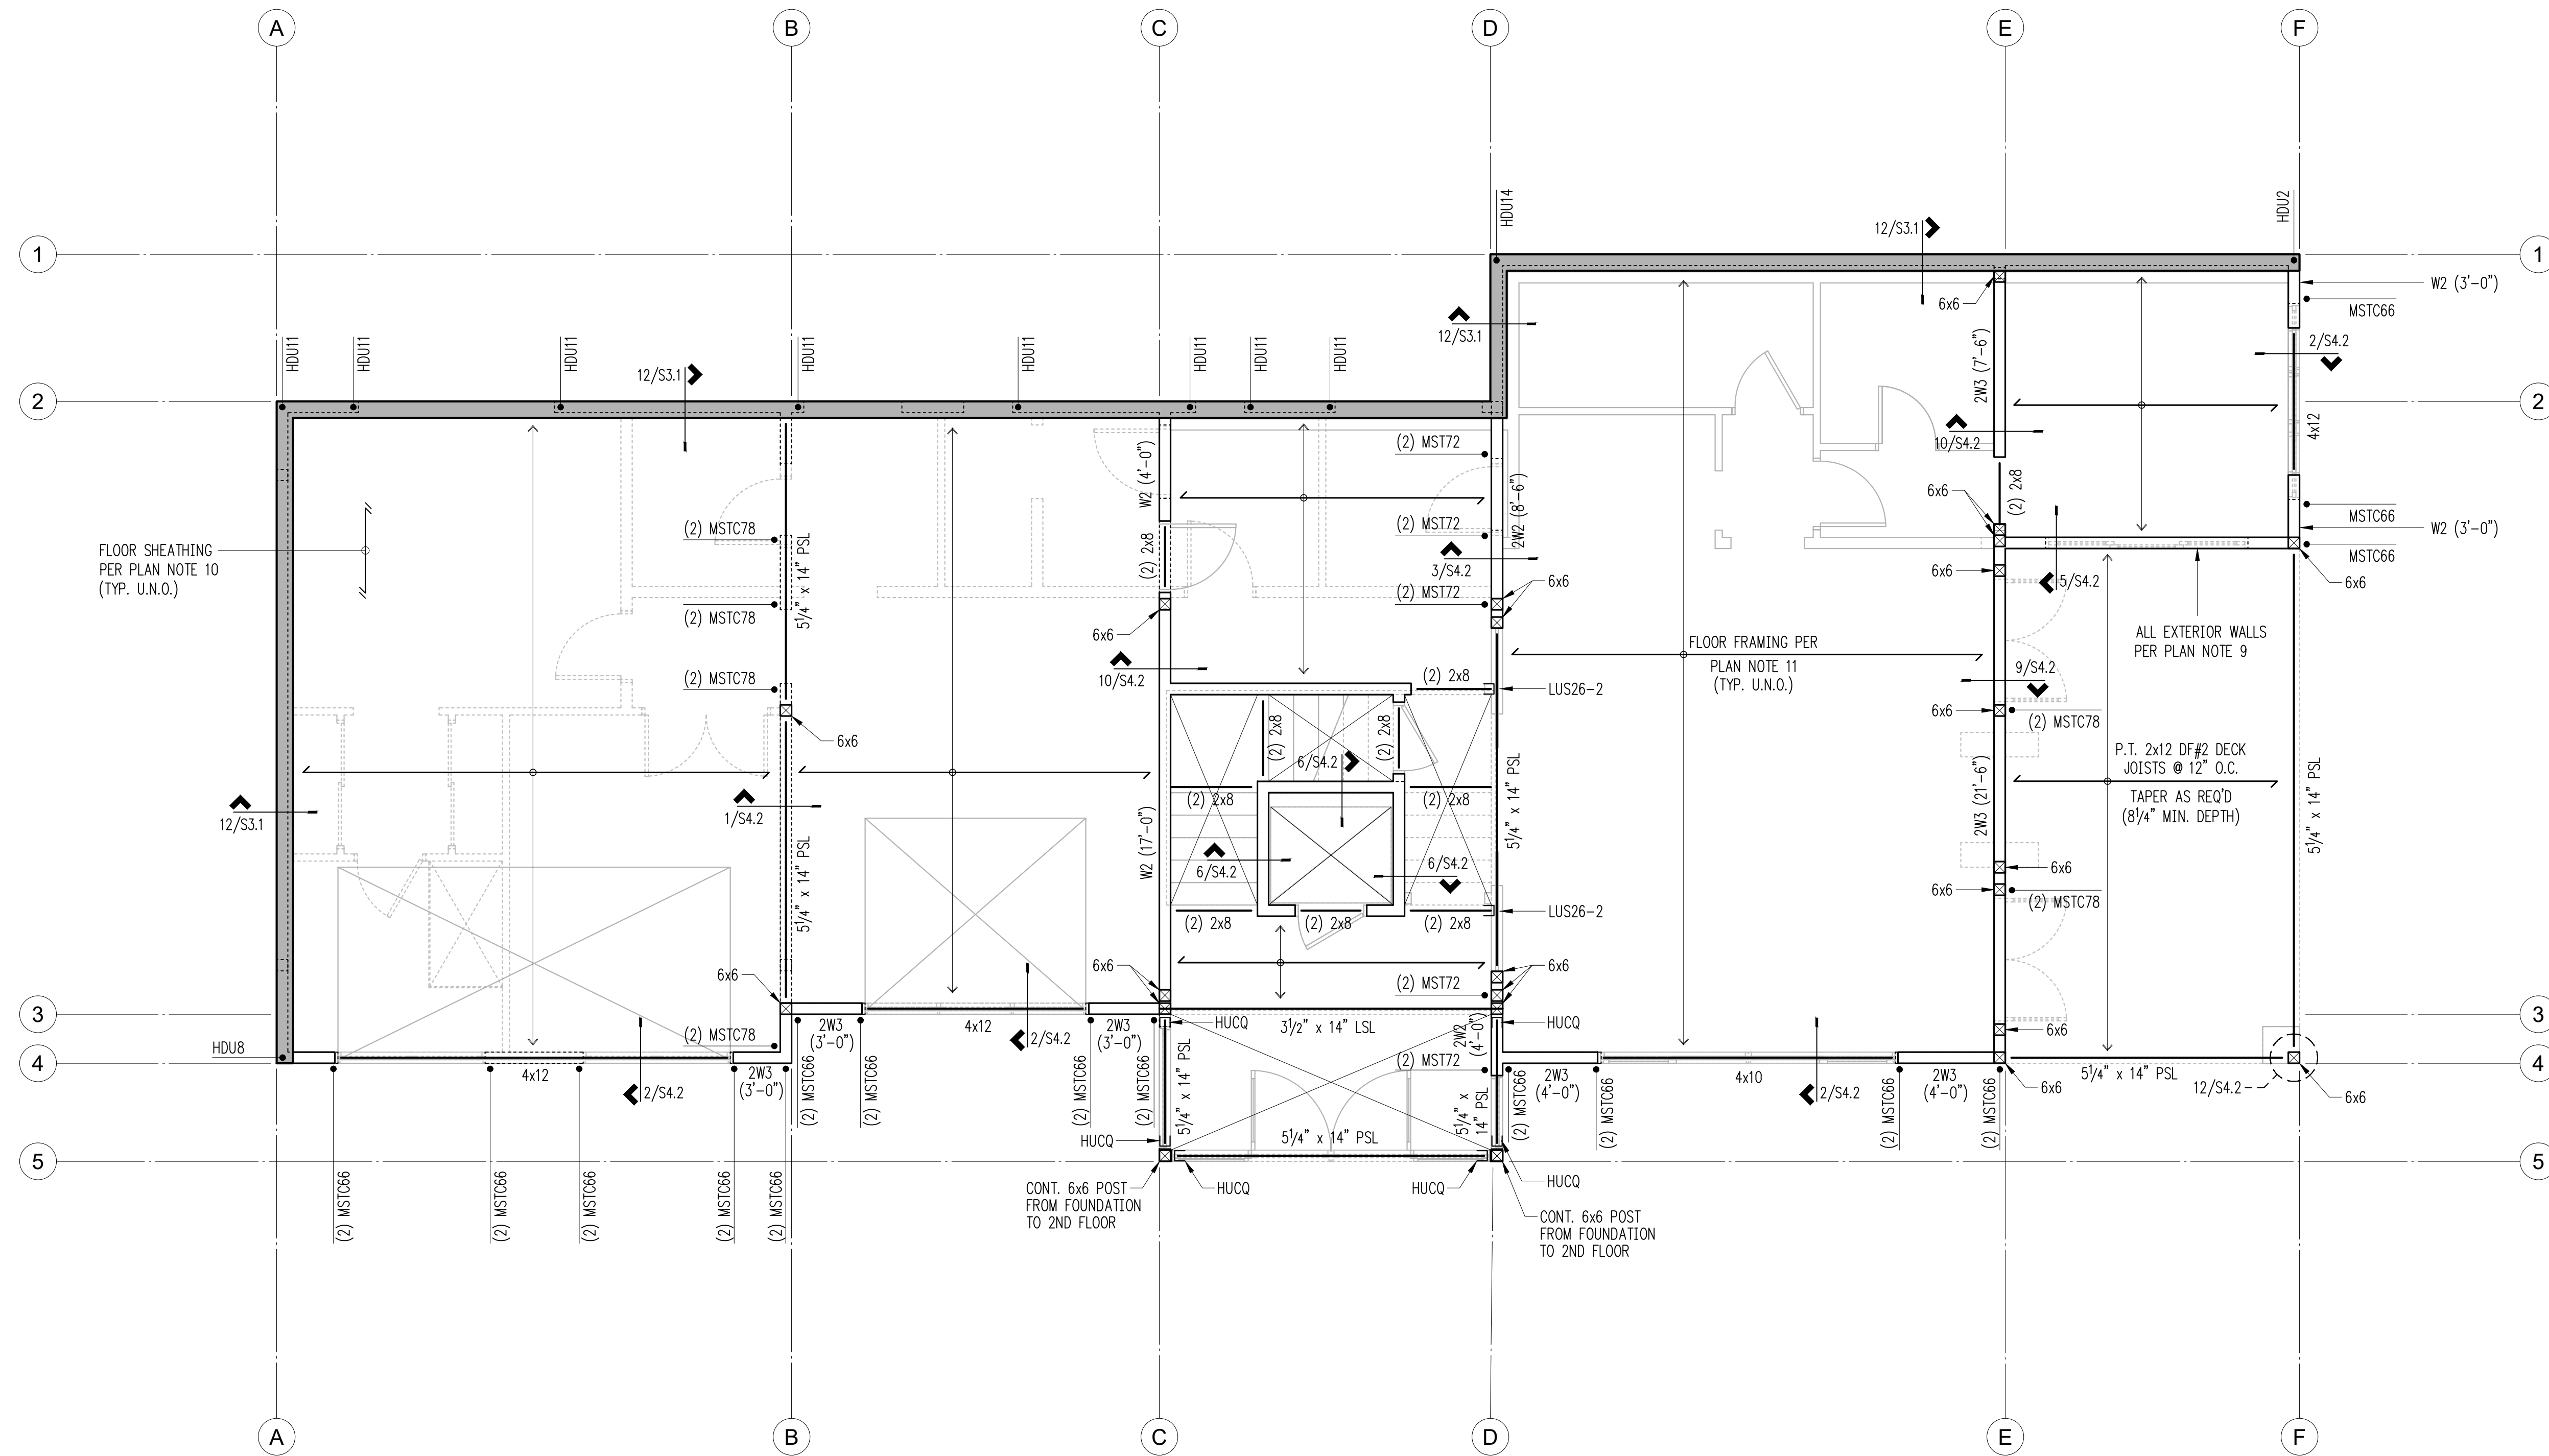 A
B
C
D
E
F
HDU14
HDU2
12/S3.1
1
1
W2 (3'-0")
6x6
MSTC66
12/S3.1
2/S4.2
HDU11
HDU11
HDU11
HDU11
HDU11
HDU11
HDU11
HDU11
12/S3.1
2W3 (7'-6")
2
2
4x12
10/S4.2
(2) MST72
W2 (4'-0")
2W2 (8'-6")
6x6
(2) 2x8
MSTC66
W2 (3'-0")
(2) MSTC78
(2) MST72
FLOOR SHEATHING
PER PLAN NOTE 10
(TYP. U.N.O.)
5¼" x 14" PSL
(2) 2x8
3/S4.2
MSTC66
6x6
6x6
5/S4.2
6x6
(2) MSTC78
(2) MST72
6x6
ALL EXTERIOR WALLS
PER PLAN NOTE 9
FLOOR FRAMING PER
PLAN NOTE 11
(TYP. U.N.O.)
10/S4.2
9/S4.2
(2) MSTC78
(2) 2x8
LUS26-2
6x6
(2) MSTC78
6x6
(2) 2x8
(2) 2x8
6/S4.2
P.T. 2x12 DF#2 DECK
JOISTS @ 12" O.C.
TAPER AS REQ'D
(8¼" MIN. DEPTH)
(2) 2x8
(2) 2x8
12/S3.1
1/S4.2
5¼" x 14" PSL
2W3 (21'-6")
5¼" x 14" PSL
W2 (17'-0")
6/S4.2
6/S4.2
6x6
5¼" x 14" PSL
6x6
(2) MSTC78
(2) 2x8
(2) 2x8
(2) 2x8
LUS26-2
6x6
6x6
6x6
(2) MST72
3
3
(2) MSTC78
2W3
(3'-0")
4x12
2/S4.2
2W3
(3'-0")
HUCQ
3½" x 14" LSL
2W2
(4'-0")
HUCQ
6x6
HDU8
4x12
2W3
(3'-0")
2/S4.2
(2) MST72
2W3
(4'-0")
4x10
2/S4.2
2W3
(4'-0")
6x6
5¼" x 14" PSL
12/S4.2
6x6
4
4
(2) MSTC66
(2) MSTC66
(2) MSTC66
(2) MSTC66
5¼" x 14" PSL
5¼" x
14" PSL
(2) MSTC66
(2) MSTC66
(2) MSTC66
(2) MSTC66
HUCQ
5¼" x 14" PSL
5
5
(2) MSTC66
(2) MSTC66
(2) MSTC66
(2) MSTC66
(2) MSTC66
CONT. 6x6 POST
FROM FOUNDATION
TO 2ND FLOOR
HUCQ
HUCQ
HUCQ
CONT. 6x6 POST
FROM FOUNDATION
TO 2ND FLOOR
A
B
C
D
E
F